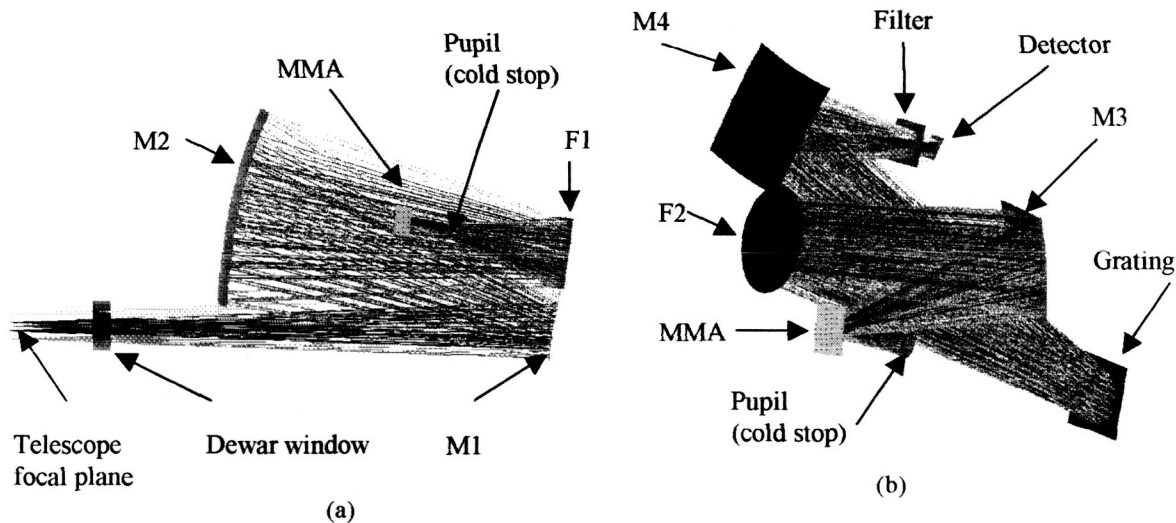 Pupil
(cold stop)
MMA
M2
F1
Telescope
focal plane
Dewar window
M1
(a)
M4
Filter
Detector
M3
F2
Grating
MMA
Pupil
(cold stop)
(b)